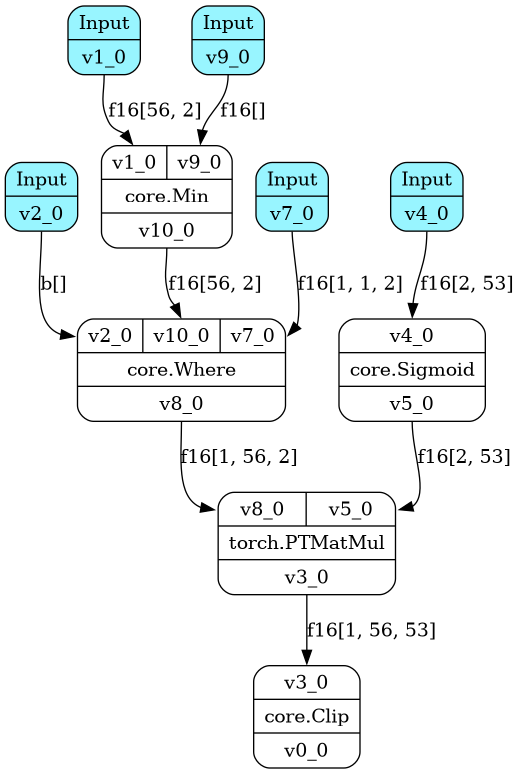 Input
v1_0
Input
v9_0
f16[56, 2]
f16[]
v1_0 v9_0
core.Min
v10_0
Input
v2_0
Input
v7_0
Input
v4_0
b[]
f16[56, 2]
f16[1, 1, 2]
f16[2, 53]
v2_0 v10_0 v7_0
core.Where
v8_0
v4_0
core.Sigmoid
v5_0
f16[1, 56, 2]
f16[2, 53]
v8_0 v5_0
torch.PTMatMul
v3_0
f16[1, 56, 53]
v3_0
core.Clip
v0_0